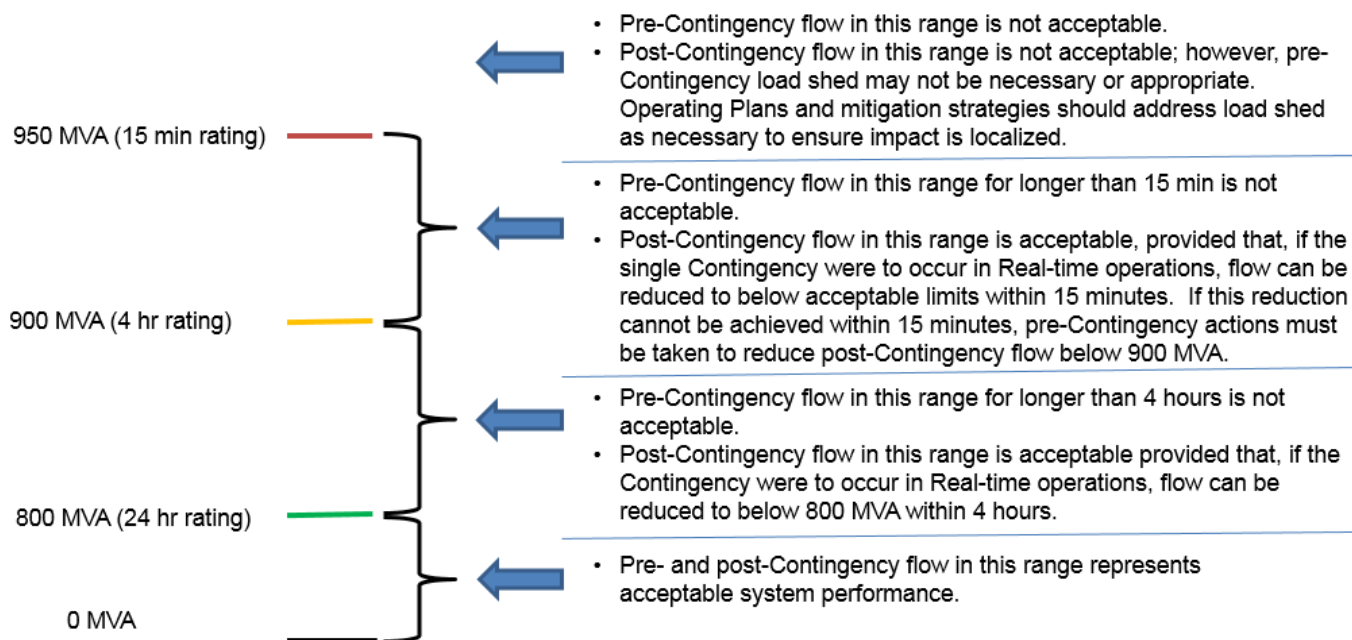 • Pre-Contingency flow in this range is not acceptable.
• Post-Contingency flow in this range is not acceptable; however, pre-
Contingency load shed may not be necessary or appropriate.
Operating Plans and mitigation strategies should address load shed
as necessary to ensure impact is localized.
950 MVA (15 min rating)
• Pre-Contingency flow in this range for longer than 15 min is not
acceptable.
• Post-Contingency flow in this range is acceptable, provided that, if the
single Contingency were to occur in Real-time operations, flow can be
reduced to below acceptable limits within 15 minutes.  If this reduction
cannot be achieved within 15 minutes, pre-Contingency actions must
be taken to reduce post-Contingency flow below 900 MVA.
900 MVA (4 hr rating)
• Pre-Contingency flow in this range for longer than 4 hours is not
acceptable.
• Post-Contingency flow in this range is acceptable provided that, if the
Contingency were to occur in Real-time operations, flow can be
reduced to below 800 MVA within 4 hours.
800 MVA (24 hr rating)
• Pre- and post-Contingency flow in this range represents
acceptable system performance.
0 MVA